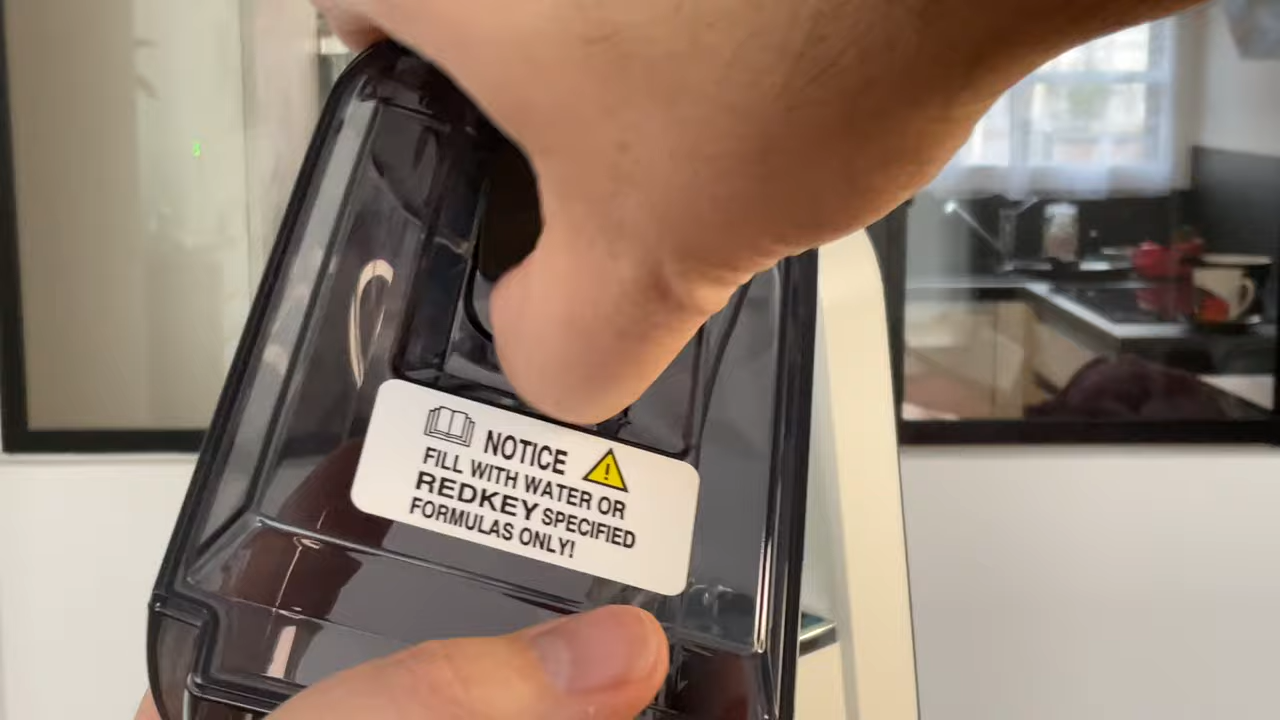 NOTICE
FILL WITH WATER OR
REDKEY SPECIFIED
FORMULAS ONLY!